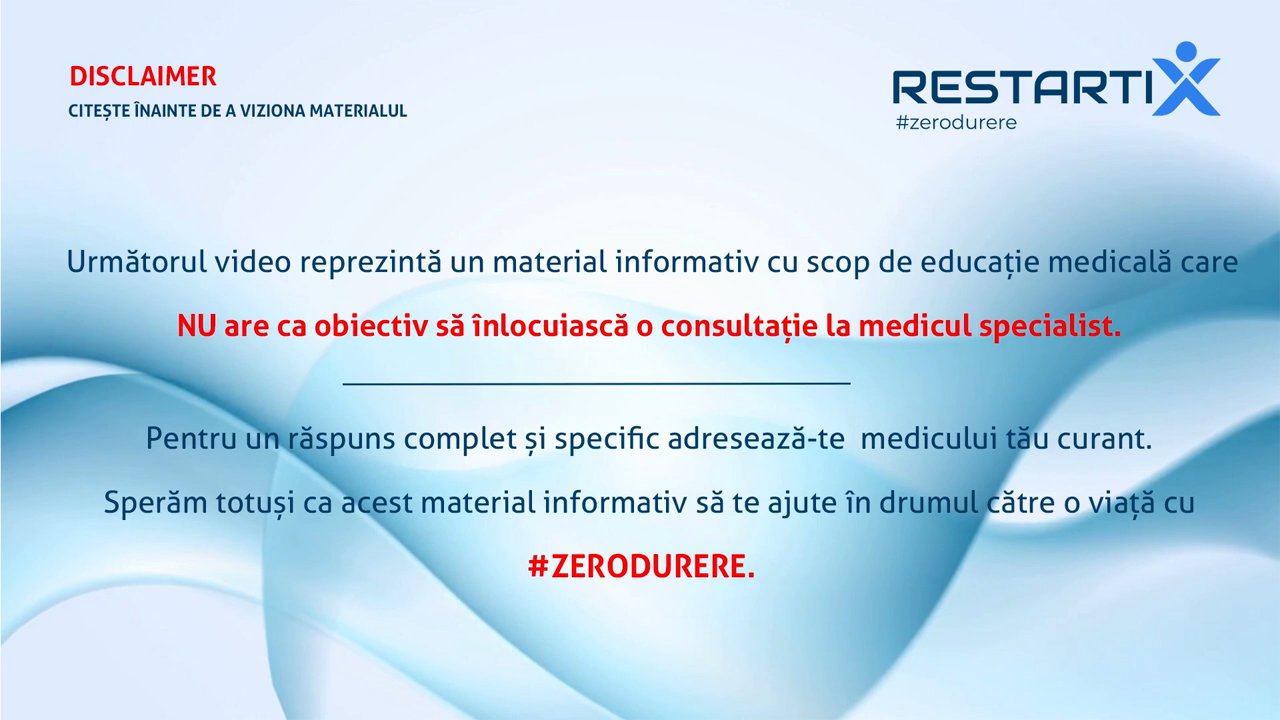 DISCLAIMER
CITEȘTE ÎNAINTE DE A VIZIONA MATERIALUL
RESTARTIX
#zerodurere
Următorul video reprezintă un material informativ cu scop de educație medicală care
NU are ca obiectiv să înlocuiască o consultație la medicul specialist.
Pentru un răspuns complet și specific adresează-te  medicului tău curant.
Sperăm totuși ca acest material informativ să te ajute în drumul către o viață cu
#ZERODURERE.